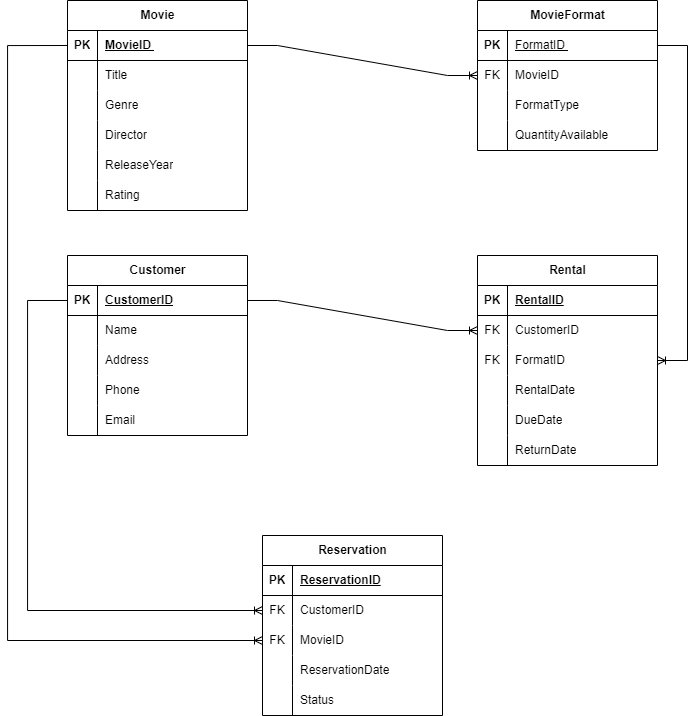 Movie
PK MovieID
Title
Genre
Director
ReleaseYear
Rating
MovieFormat
PK FormatID
FK MovieID
FormatType
QuantityAvailable
Customer
PK CustomerID
Name
Address
Phone
Email
Rental
PK RentalID
FK CustomerID
FK FormatID
RentalDate
DueDate
ReturnDate
Reservation
PK ReservationID
FK CustomerID
FK MovieID
ReservationDate
Status